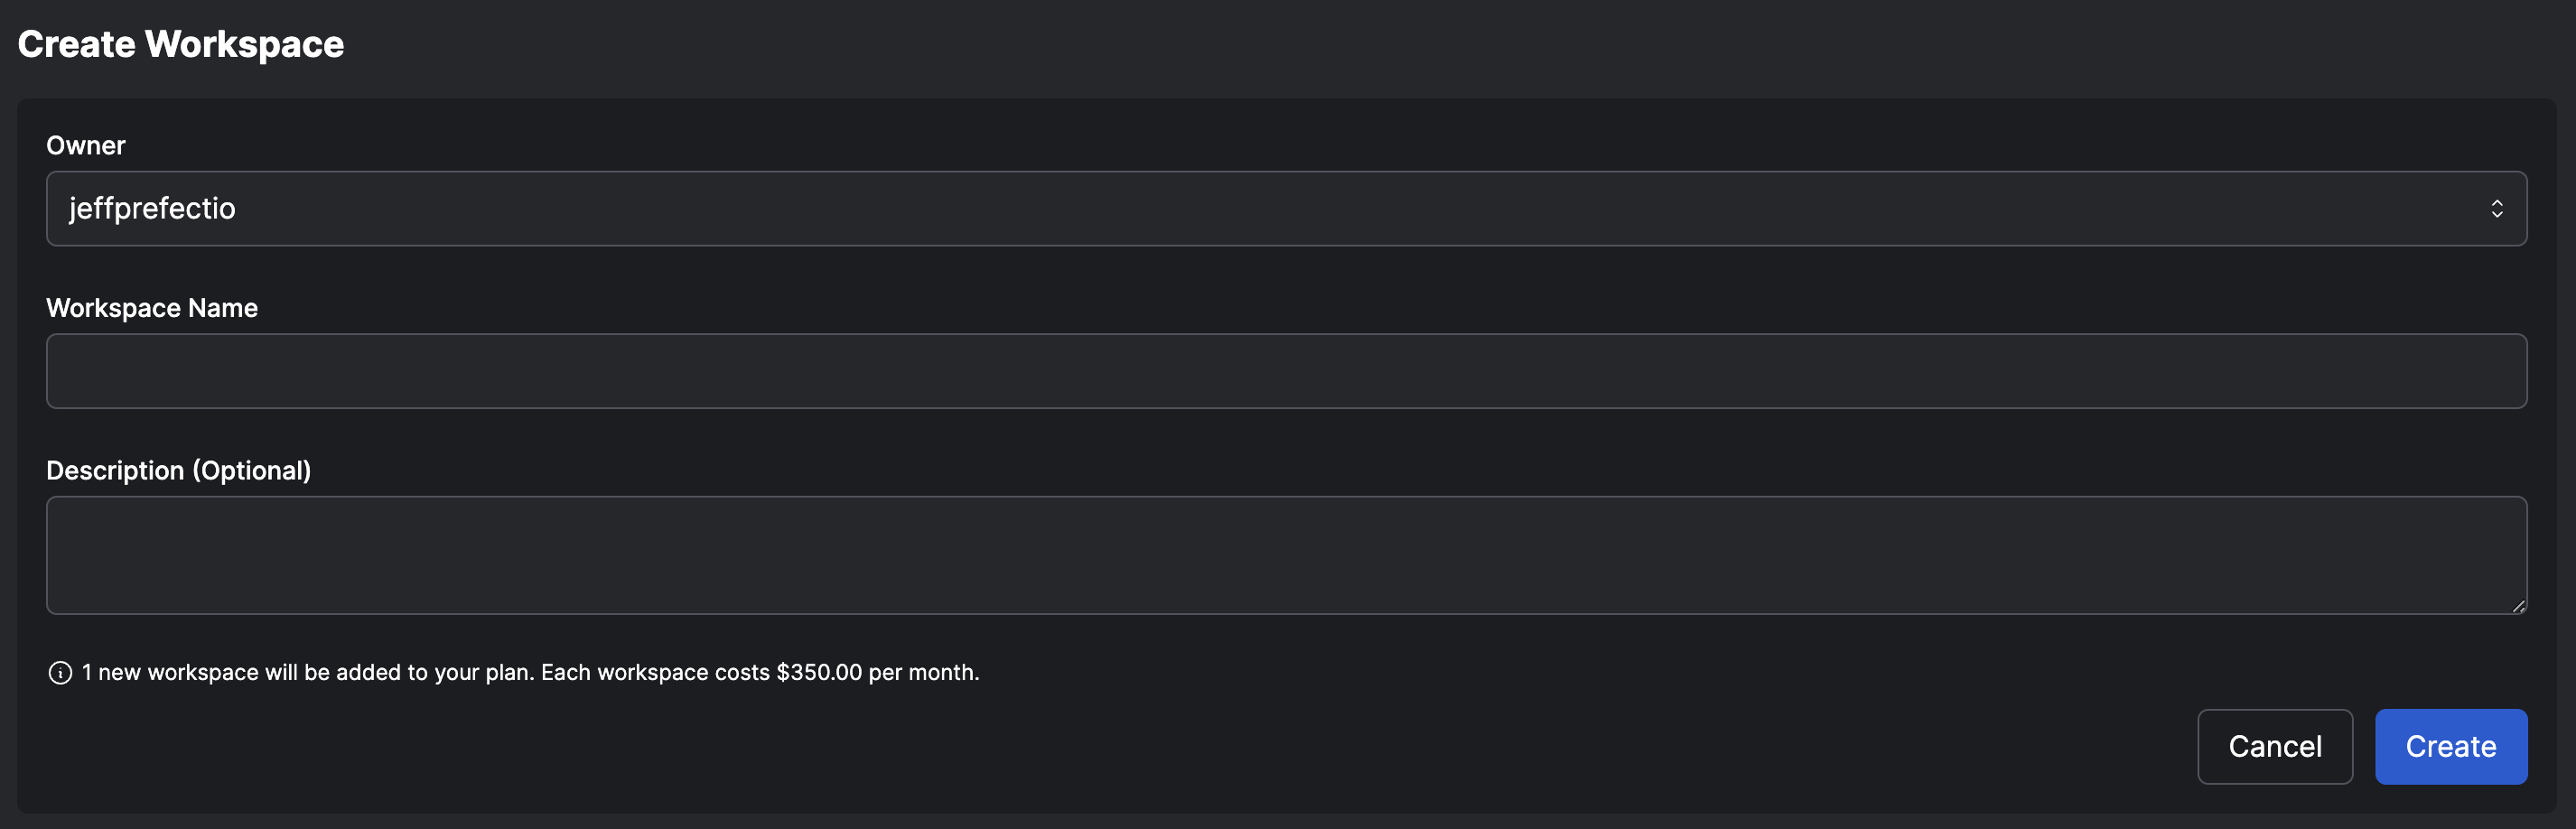 Create Workspace
Owner
jeffprefectio
Workspace Name
Description (Optional)
1 new workspace will be added to your plan. Each workspace costs $350.00 per month.
Cancel
Create